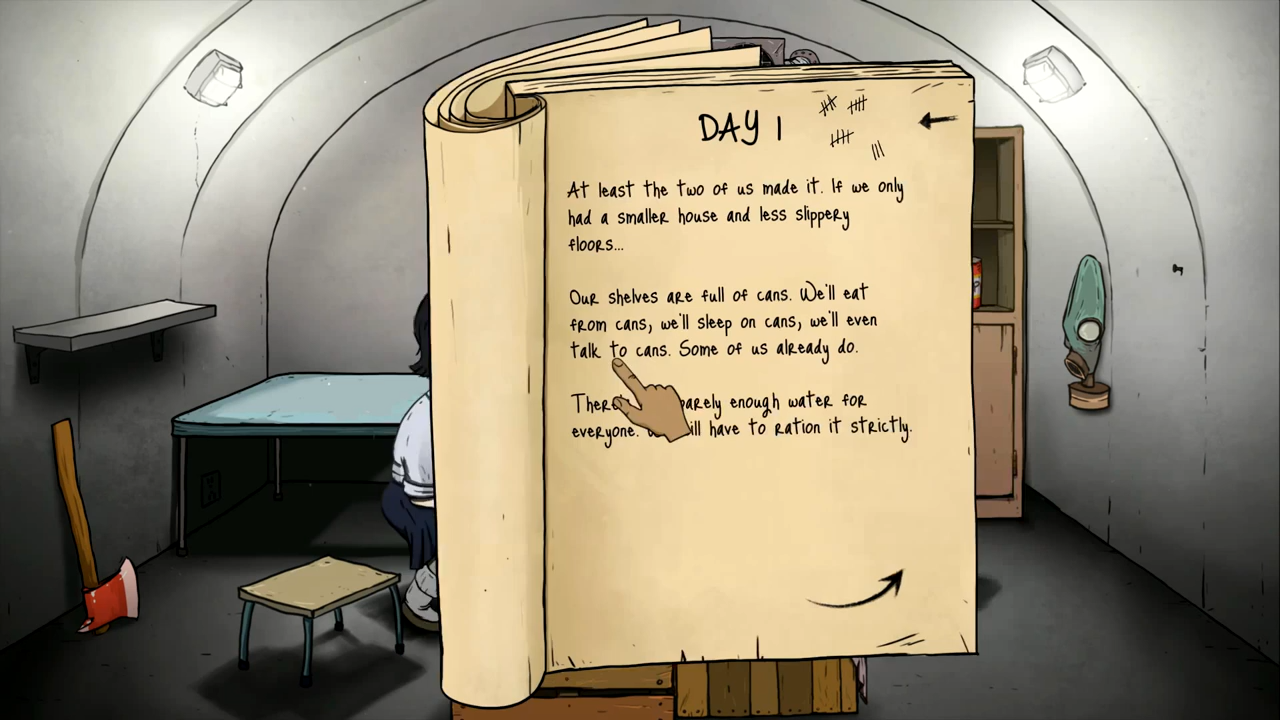 DAY 1
At least the two of us made it. If we only
had a smaller house and less slippery
floors...
Our shelves are full of cans. We'll eat
from cans, we'll sleep on cans, we'll even
talk to cans. Some of us already do.
There barely enough water for
everyone. will have to ration it strictly.